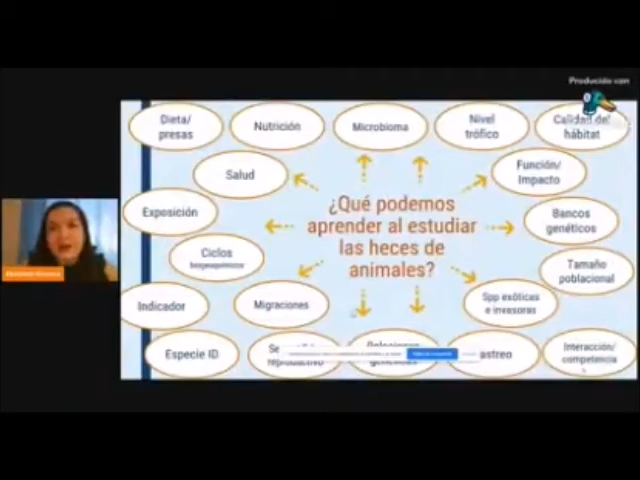 Producido con
Dieta/
presas
Nutrición
Microbioma
Nivel
trófico
Calidad del
hábitat
Salud
Función/
Impacto
¿Qué podemos
aprender al estudiar
las heces de
animales?
Exposición
Bancos
genéticos
Ciclos
biogeoquímicos
Tamaño
poblacional
Indicador
Migraciones
Spp exóticas
e invasoras
Especie ID
reproductivo
Interacción/
competencia